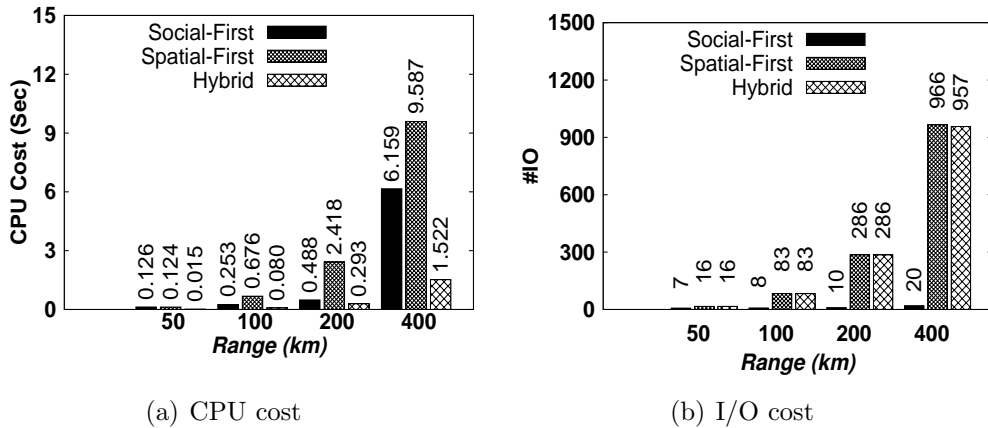 15
12
9
6
3
0
CPU Cost (Sec)
Social-First
Spatial-First
Hybrid
0.126
0.124
0.015
0.253
0.676
0.080
0.488
2.418
0.293
6.159
9.587
1.522
50 100 200 400
Range (km)
(a) CPU cost
1500
1200
900
600
300
0
#IO
Social-First
Spatial-First
Hybrid
7
16
16
8
83
83
10
286
286
20
966
957
50 100 200 400
Range (km)
(b) I/O cost